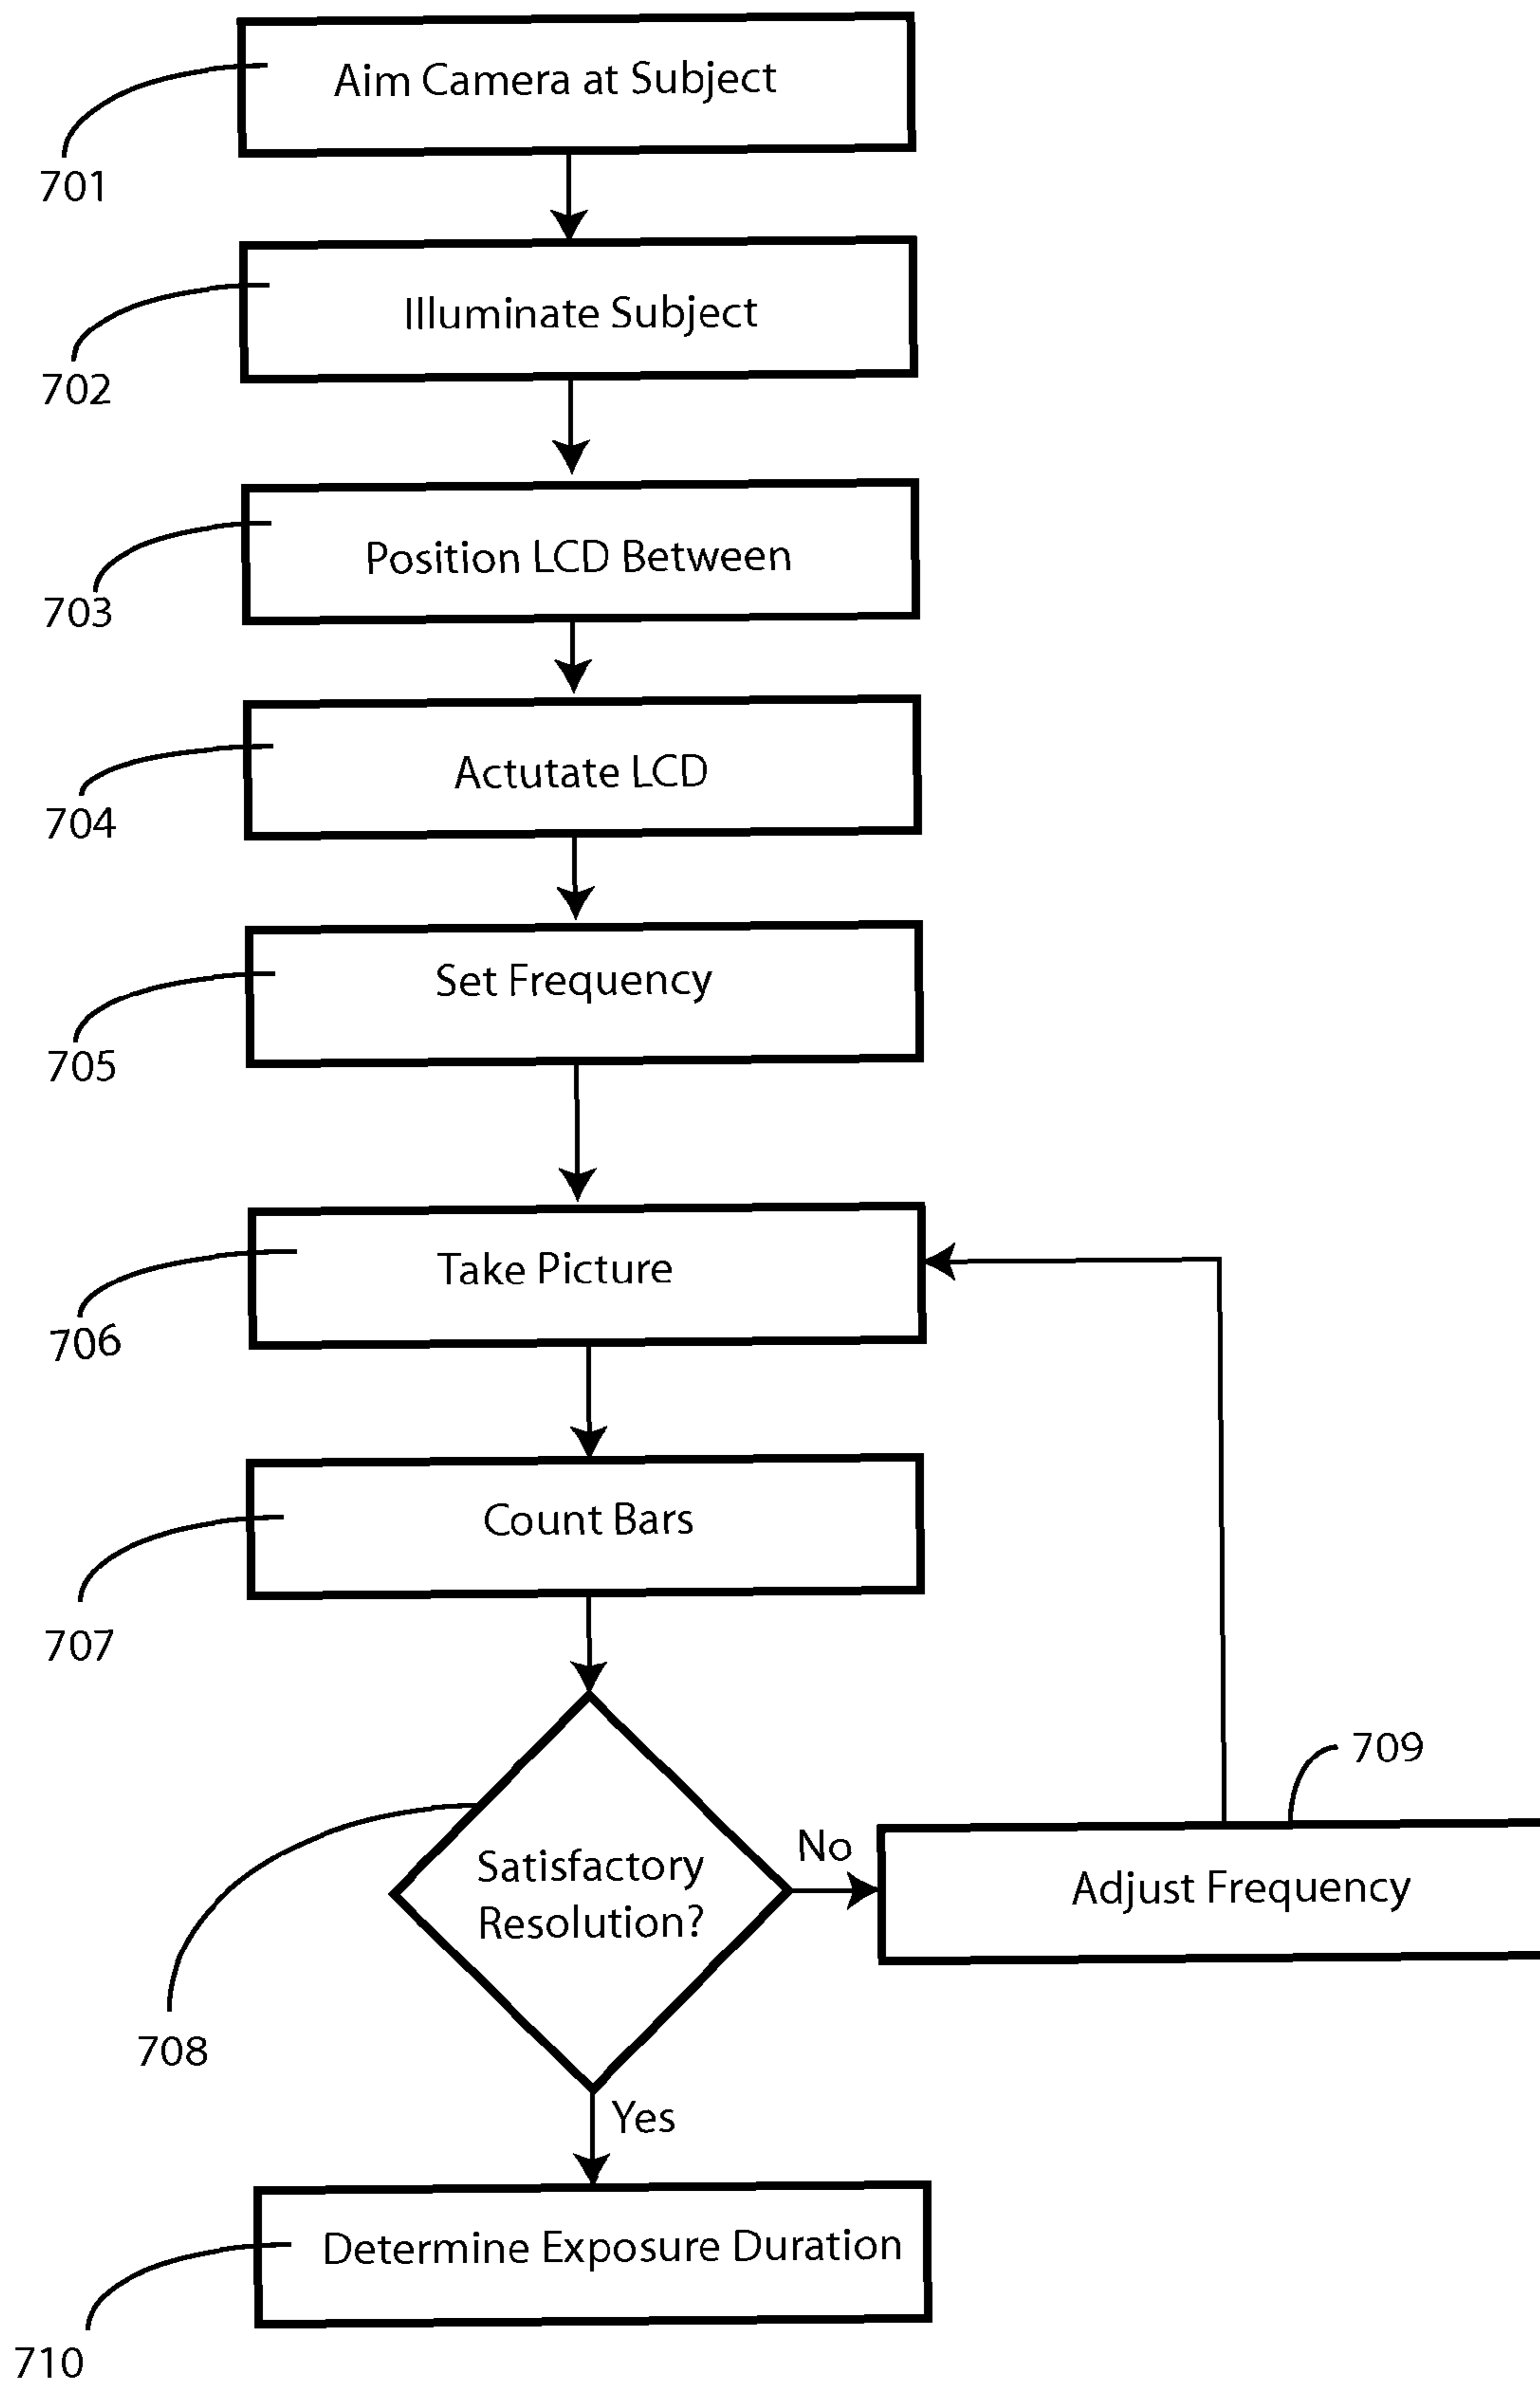 Aim Camera at Subject
701
Illuminate Subject
702
Position LCD Between
703
Actutate LCD
704
Set Frequency
705
Take Picture
706
Count Bars
707
709
Satisfactory
Resolution?
No
Adjust Frequency
708
Yes
Determine Exposure Duration
710